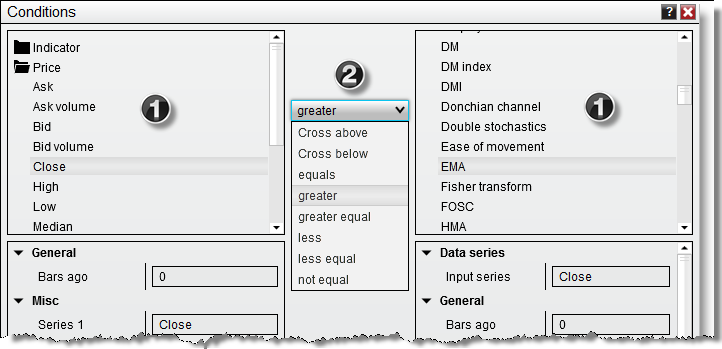 Conditions
?
Indicator
Price
Ask
Ask volume
Bid
Bid volume
Close
High
Low
Median
1
2
greater
Cross above
Cross below
equals
greater
greater equal
less
less equal
not equal
DM
DM index
DMI
Donchian channel
Double stochastics
Ease of movement
EMA
Fisher transform
FOSC
HMA
1
General
Bars ago 0
Misc
Series 1 Close
Data series
Input series Close
General
Bars ago 0